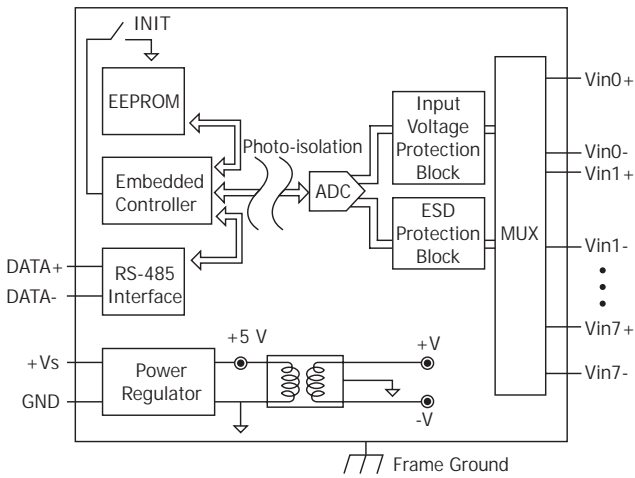 INIT
EEPROM
Photo-isolation
Embedded
Controller
ADC
Input
Voltage
Protection
Block
ESD
Protection
Block
MUX
Vin0+
Vin0-
Vin1+
Vin1-
Vin7+
Vin7-
DATA+
DATA-
RS-485
Interface
+Vs
GND
Power
Regulator
+5 V
+V
-V
Frame Ground